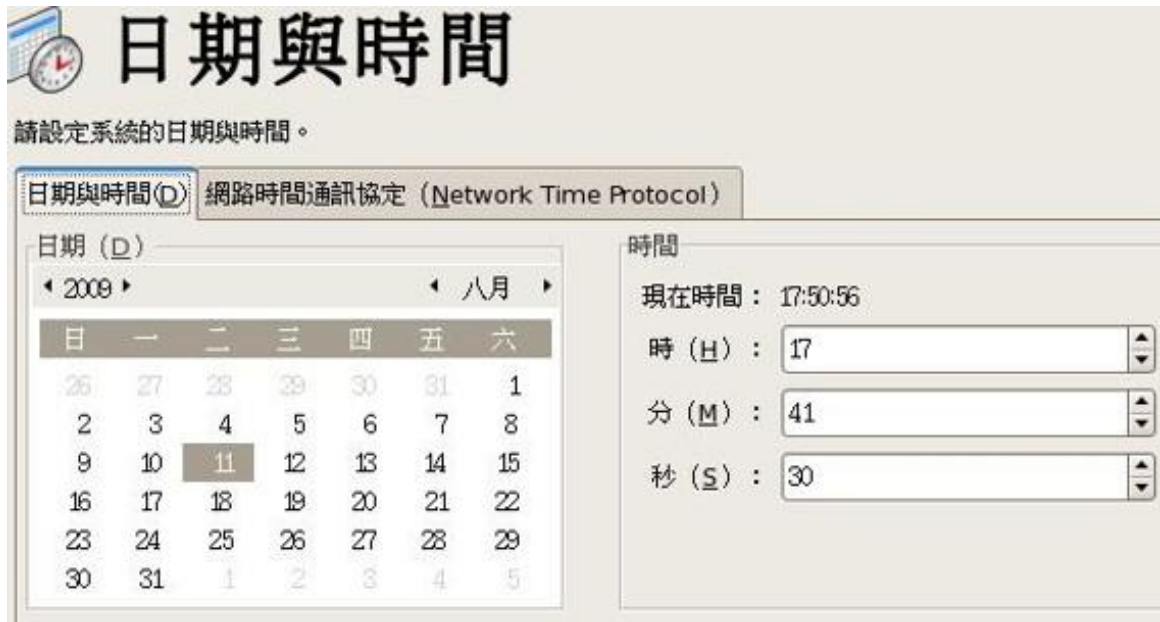 日期與時間
請設定系統的日期與時間。
日期與時間(D) 網路時間通訊協定（Network Time Protocol）
日期（D）
2009 八月
日 一 二 三 四 五 六
26 27 28 29 30 31 1
2 3 4 5 6 7 8
9 10 11 12 13 14 15
16 17 18 19 20 21 22
23 24 25 26 27 28 29
30 31 1 2 3 4 5
時間
現在時間： 17:50:56
時（H）： 17
分（M）： 41
秒（S）： 30